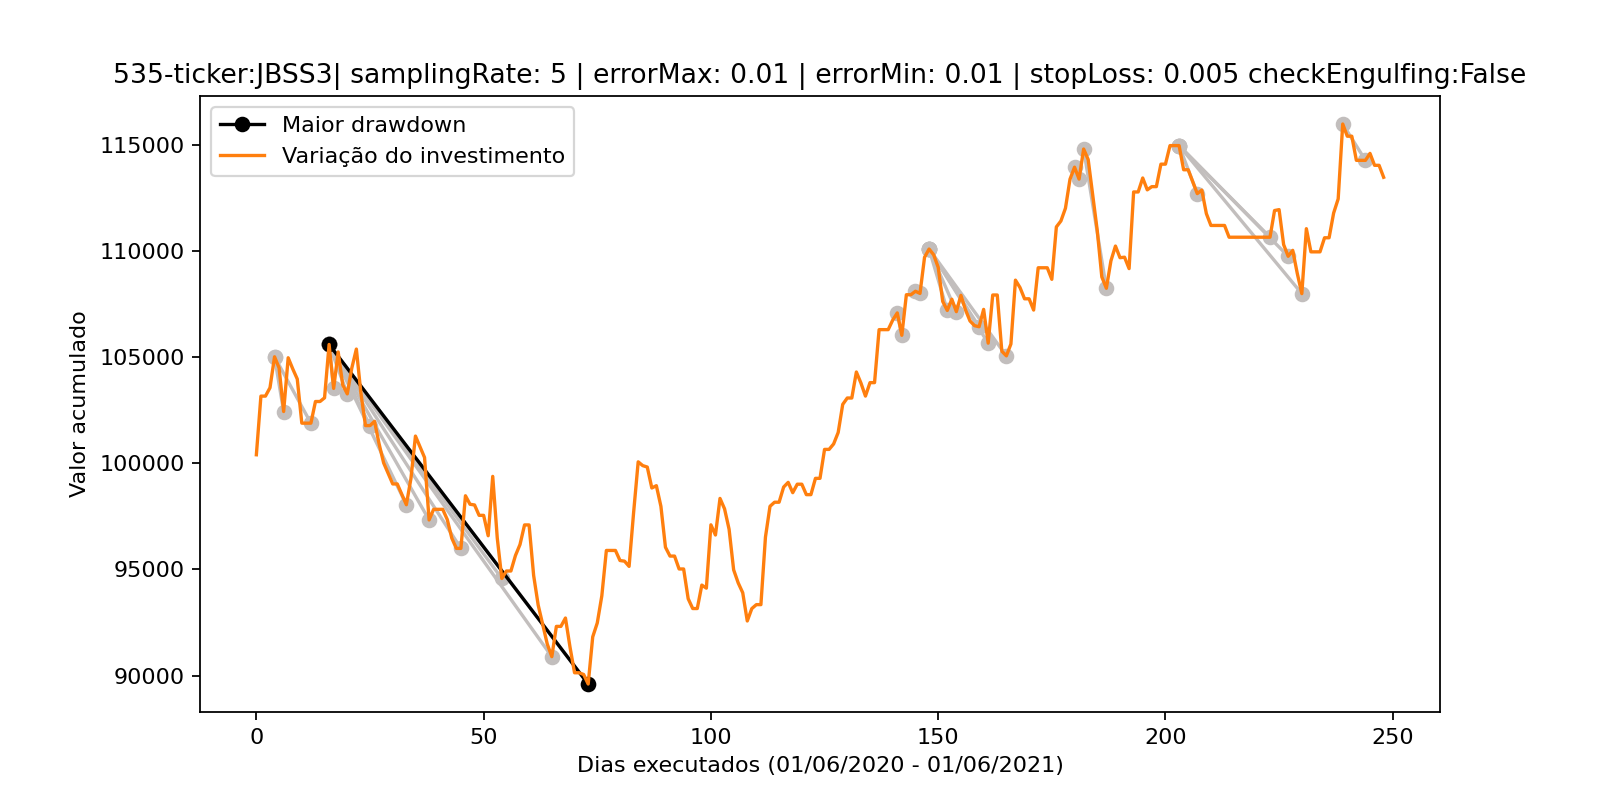 535-ticker:JBSS3| samplingRate: 5 | errorMax: 0.01 | errorMin: 0.01 | stopLoss: 0.005 checkEngulfing:False
Maior drawdown
Variação do investimento
Valor acumulado
115000
110000
105000
100000
95000
90000
0 50 100 150 200 250
Dias executados (01/06/2020 - 01/06/2021)